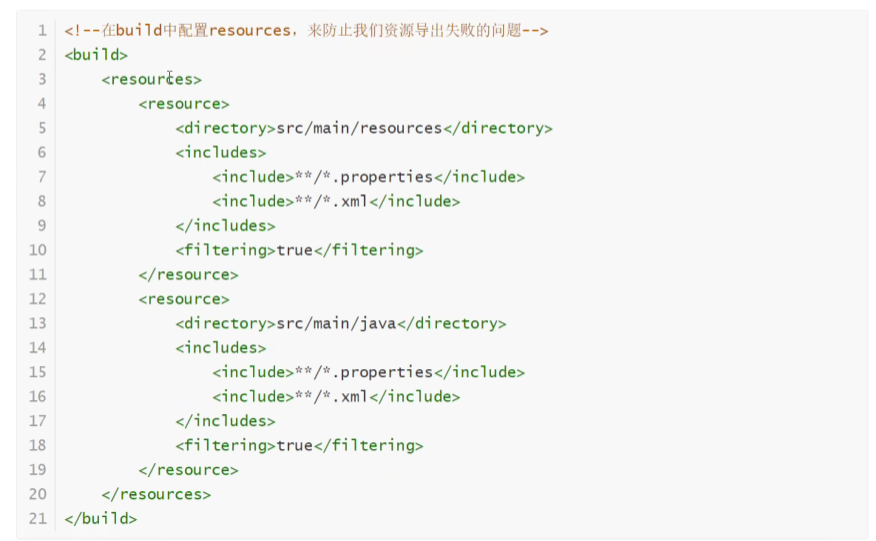 1 <!--在build中配置resources，来防止我们资源导出失败的问题-->
2 <build>
3     <resources>
4         <resource>
5             <directory>src/main/resources</directory>
6             <includes>
7                 <include>**/*.properties</include>
8                 <include>**/*.xml</include>
9             </includes>
10             <filtering>true</filtering>
11         </resource>
12         <resource>
13             <directory>src/main/java</directory>
14             <includes>
15                 <include>**/*.properties</include>
16                 <include>**/*.xml</include>
17             </includes>
18             <filtering>true</filtering>
19         </resource>
20     </resources>
21 </build>